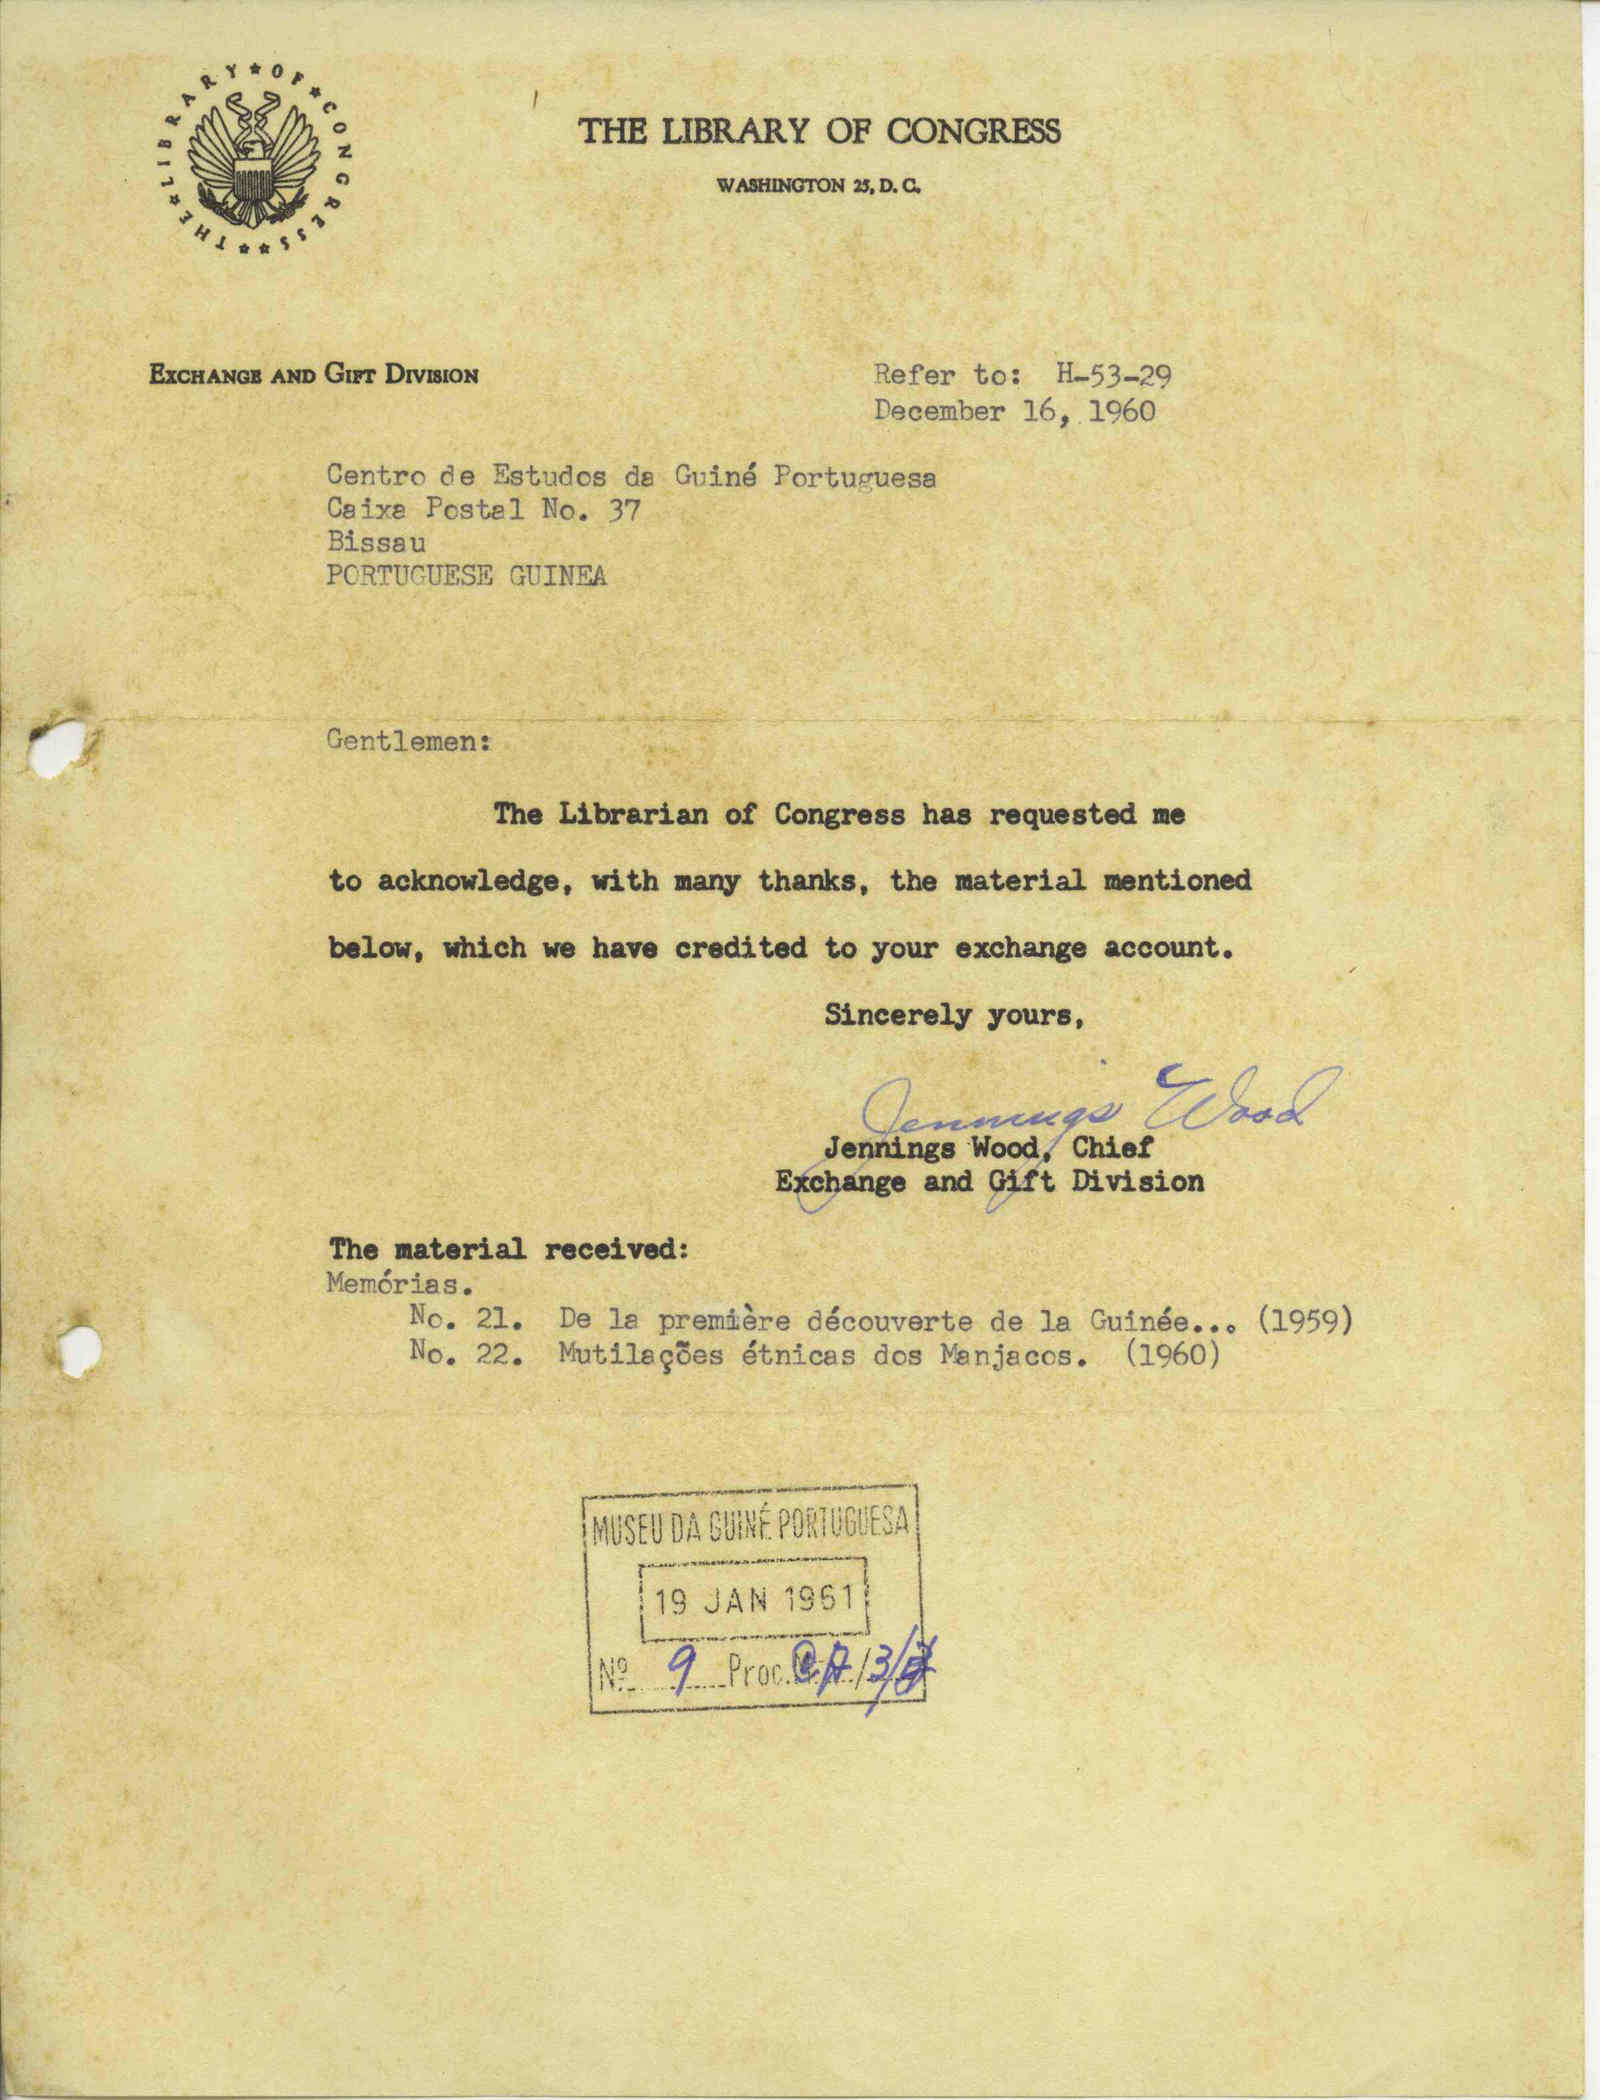 THE★LIBRARY★OF★CONGRESS★★
THE LIBRARY OF CONGRESS
WASHINGTON 25, D. C.
EXCHANGE AND GIFT DIVISION
Refer to: H-53-29
December 16, 1960
Centro de Estudos da Guiné Portuguesa
Caixa Postal No. 37
Bissau
PORTUGUESE GUINEA
Gentlemen:
The Librarian of Congress has requested me
to acknowledge, with many thanks, the material mentioned
below, which we have credited to your exchange account.
Sincerely yours,
Jennings Wood
Jennings Wood, Chief
Exchange and Gift Division
The material received:
Memórias.
No. 21. De la première découverte de la Guinée... (1959)
No. 22. Mutilações étnicas dos Manjacos. (1960)
MUSEU DA GUINÉ PORTUGUESA
19 JAN 1961
Nº 9 Proc.